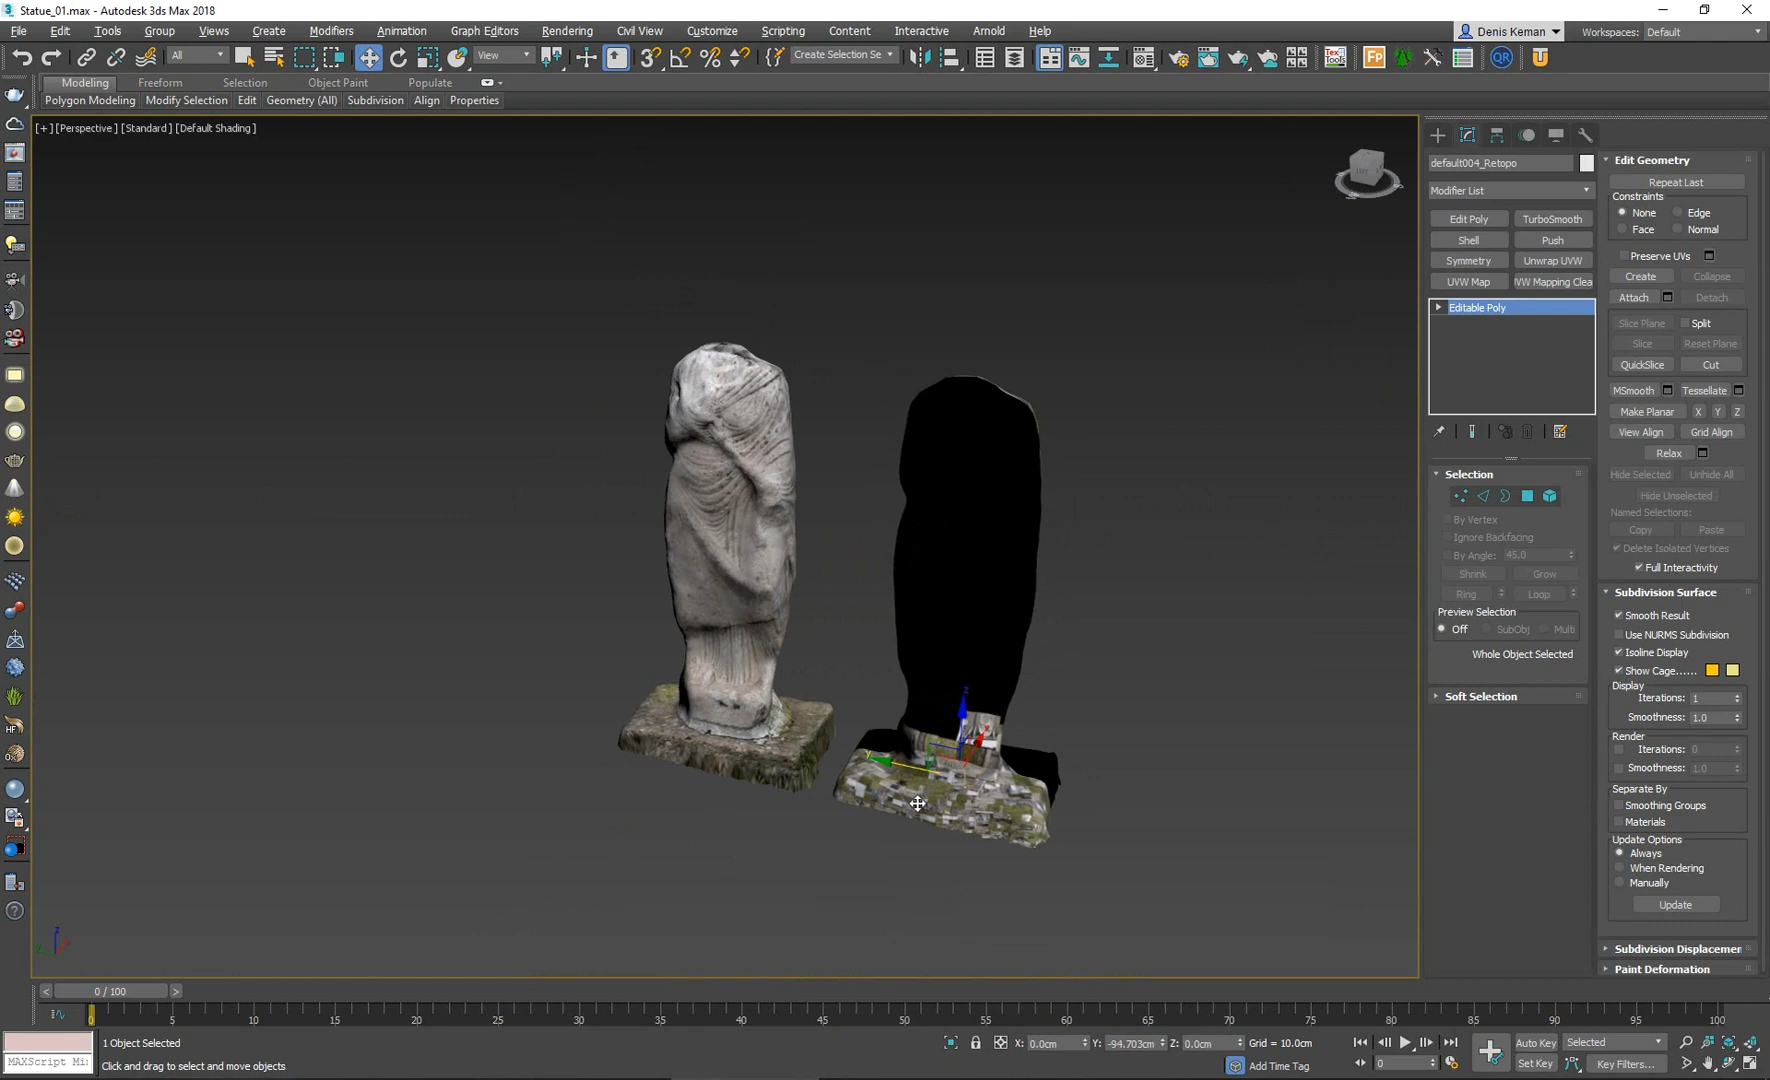 Statue_01.max - Autodesk 3ds Max 2018
File Edit Tools Group Views Create Modifiers Animation Graph Editors Rendering Civil View Customize Scripting Content Interactive Arnold Help
Denis Keman Workspaces: Default
All View Create Selection Se
Modeling Freeform Selection Object Paint Populate
Polygon Modeling Modify Selection Edit Geometry (All) Subdivision Align Properties
[+] [Perspective] [Standard] [Default Shading]
default004_Retopo
Modifier List
Edit Poly TurboSmooth
Shell Push
Symmetry Unwrap UVW
UVW Map VW Mapping Clea
Editable Poly
Selection
By Vertex
Ignore Backfacing
By Angle: 45.0
Shrink Grow
Ring Loop
Preview Selection
Off SubObj Multi
Whole Object Selected
Soft Selection
Edit Geometry
Repeat Last
Constraints
None Edge
Face Normal
Preserve UVs
Create Collapse
Attach Detach
Slice Plane Split
Slice Reset Plane
QuickSlice Cut
MSmooth Tessellate
Make Planar X Y Z
View Align Grid Align
Relax
Hide Selected Unhide All
Hide Unselected
Named Selections:
Copy Paste
Delete Isolated Vertices
Full Interactivity
Subdivision Surface
Smooth Result
Use NURMS Subdivision
Isoline Display
Show Cage......
Display
Iterations: 1
Smoothness: 1.0
Render
Iterations: 0
Smoothness: 1.0
Separate By
Smoothing Groups
Materials
Update Options
Always
When Rendering
Manually
Update
Subdivision Displacemen
Paint Deformation
0 / 100
0 5 10 15 20 25 30 35 40 45 50 55 60 65 70 75 80 85 90 95 100
1 Object Selected
X: 0.0cm Y: -94.703cm Z: 0.0cm Grid = 10.0cm
Auto Key Selected
MAXScript Mi
Click and drag to select and move objects
Add Time Tag
0
Set Key Key Filters...